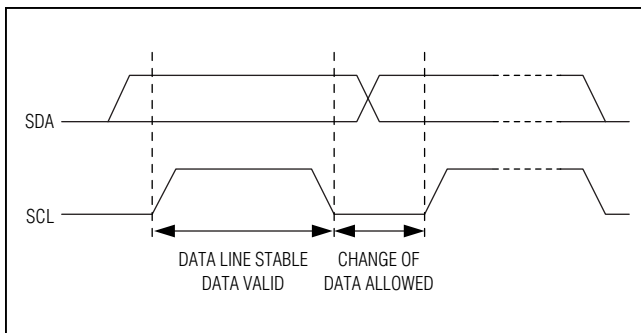 SDA
SCL
DATA LINE STABLE
DATA VALID
CHANGE OF
DATA ALLOWED